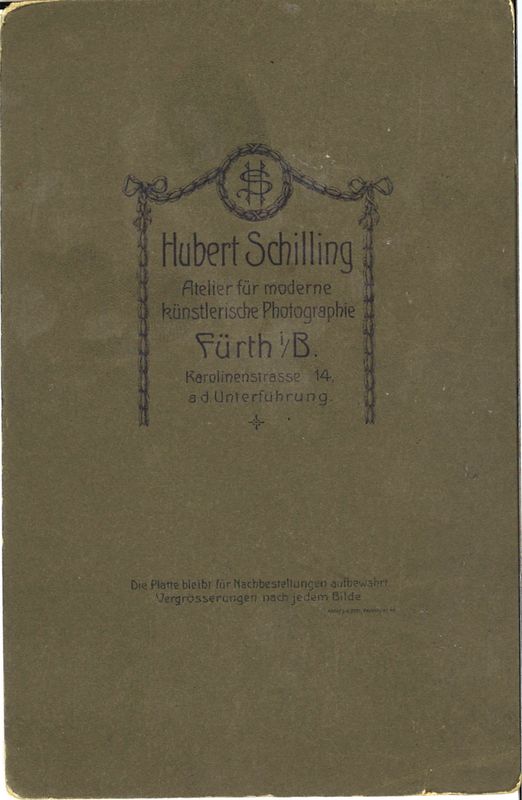 HS
Hubert Schilling
Atelier für moderne
künstlerische Photographie
Fürth i/B.
Karolinenstrasse 14,
a d. Unterführung.
Die Platte bleibt für Nachbestellungen aufbewahrt.
Vergrösserungen nach jedem Bilde